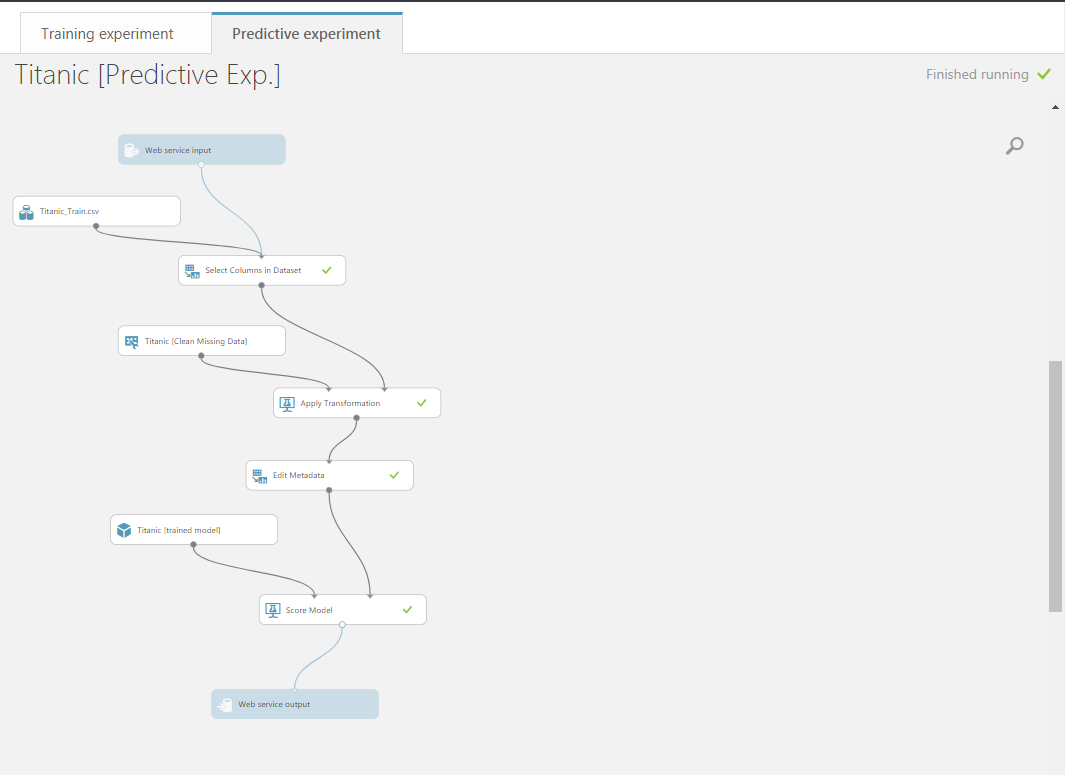 Training experiment
Predictive experiment
Titanic [Predictive Exp.]
Finished running
Web service input
Titanic_Train.csv
Select Columns in Dataset
Titanic [Clean Missing Data]
Apply Transformation
Edit Metadata
Titanic [trained model]
Score Model
Web service output